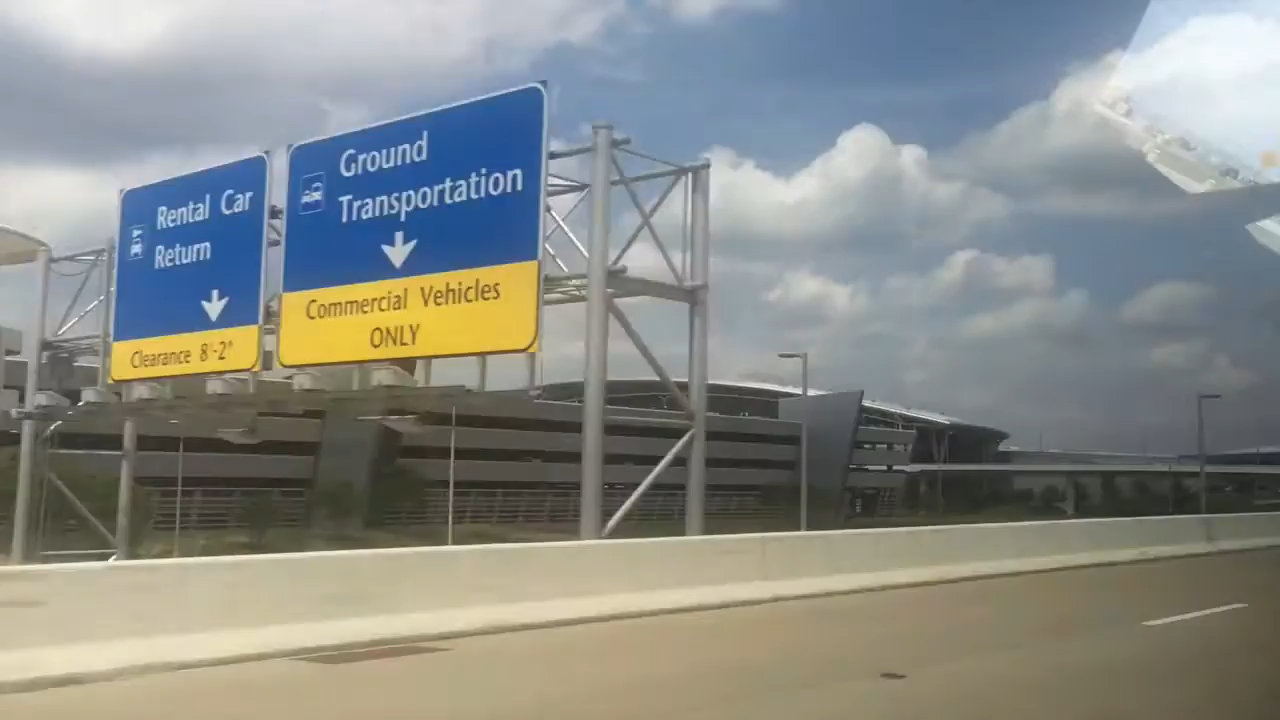 Rental Car
Return
Clearance 8'-2"
Ground
Transportation
Commercial Vehicles
ONLY